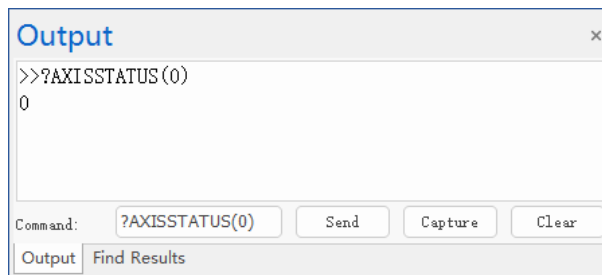 Output
×
>>?AXISSTATUS(0)
0
Command: ?AXISSTATUS(0) Send Capture Clear
Output Find Results